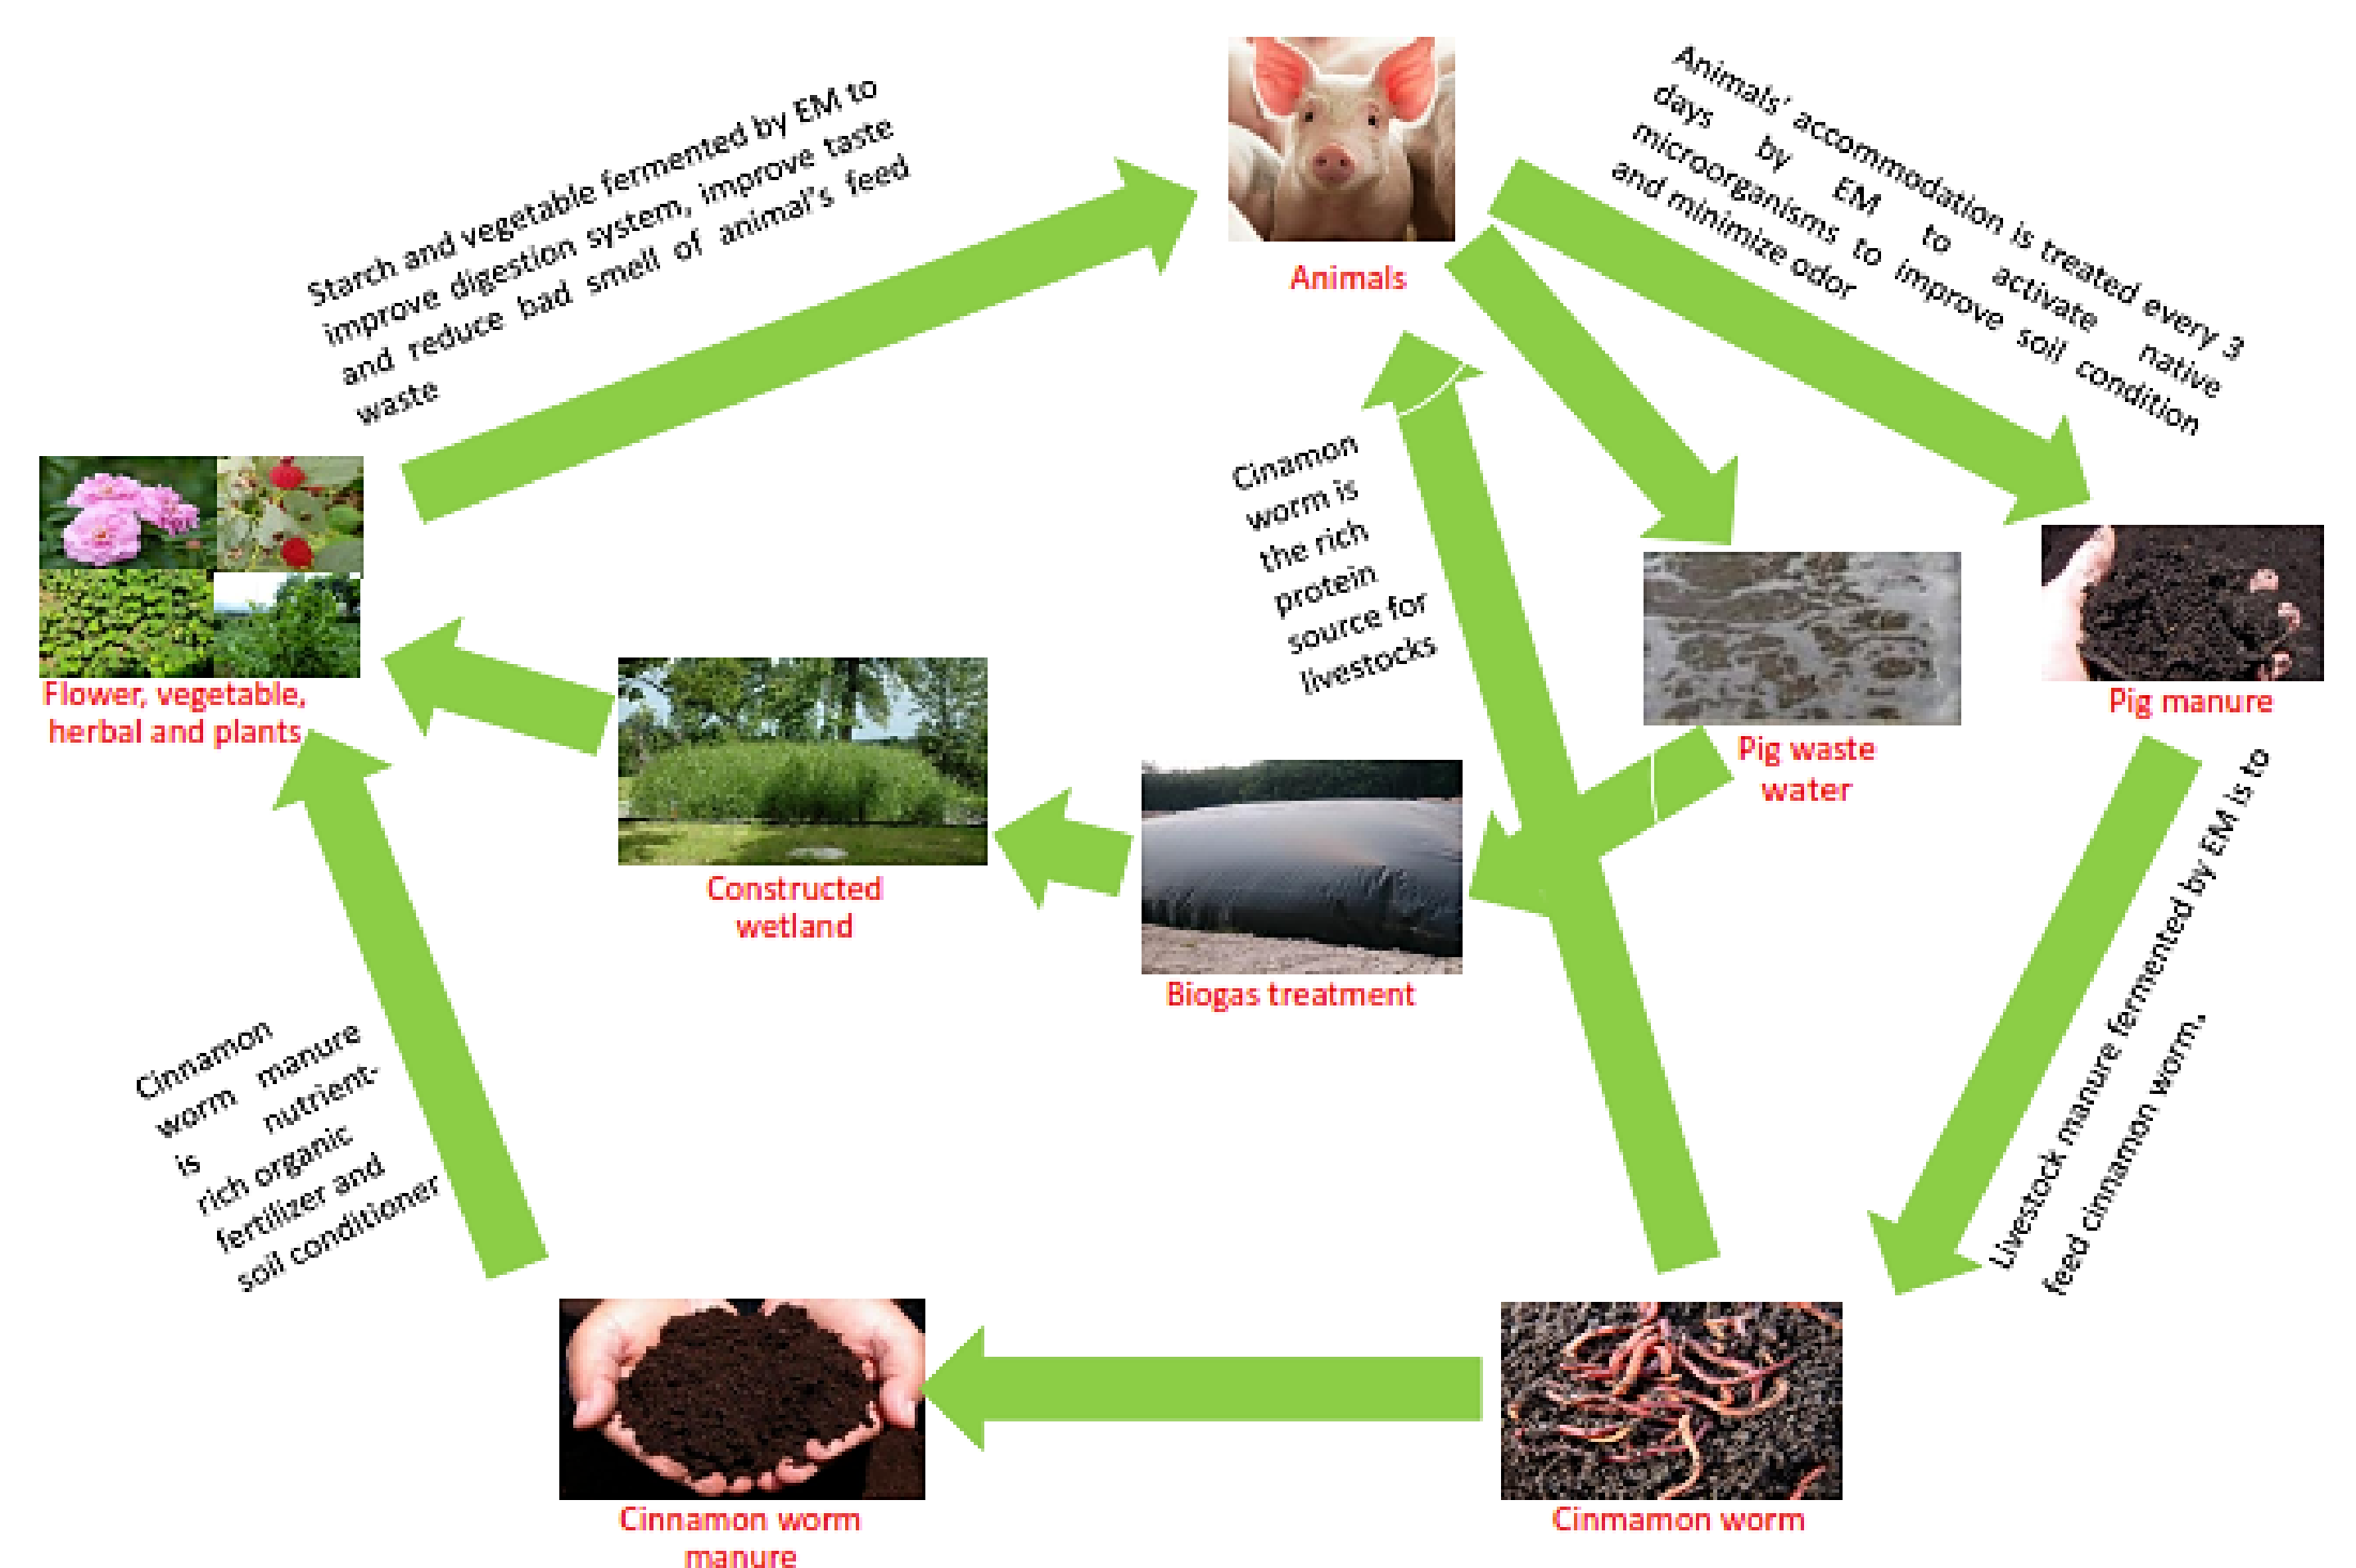 Starch and vegetable fermented by EM to
improve digestion system, improve taste
and reduce bad smell of animal's feed
waste
Animals
Animals' accommodation is treated every 3
days by EM to activate native
microorganisms to improve soil condition
and minimize odor
Cinamon
worm is
the rich
protein
source for
livestocks
Flower, vegetable,
herbal and plants
Pig manure
Pig waste
water
Constructed
wetland
Biogas treatment
Livestock manure fermented by EM is to
feed cinnamon worm,
Cinnamon
worm manure
is nutrient-
rich organic
fertilizer and
soil conditioner
Cinnamon worm
manure
Cinmamon worm